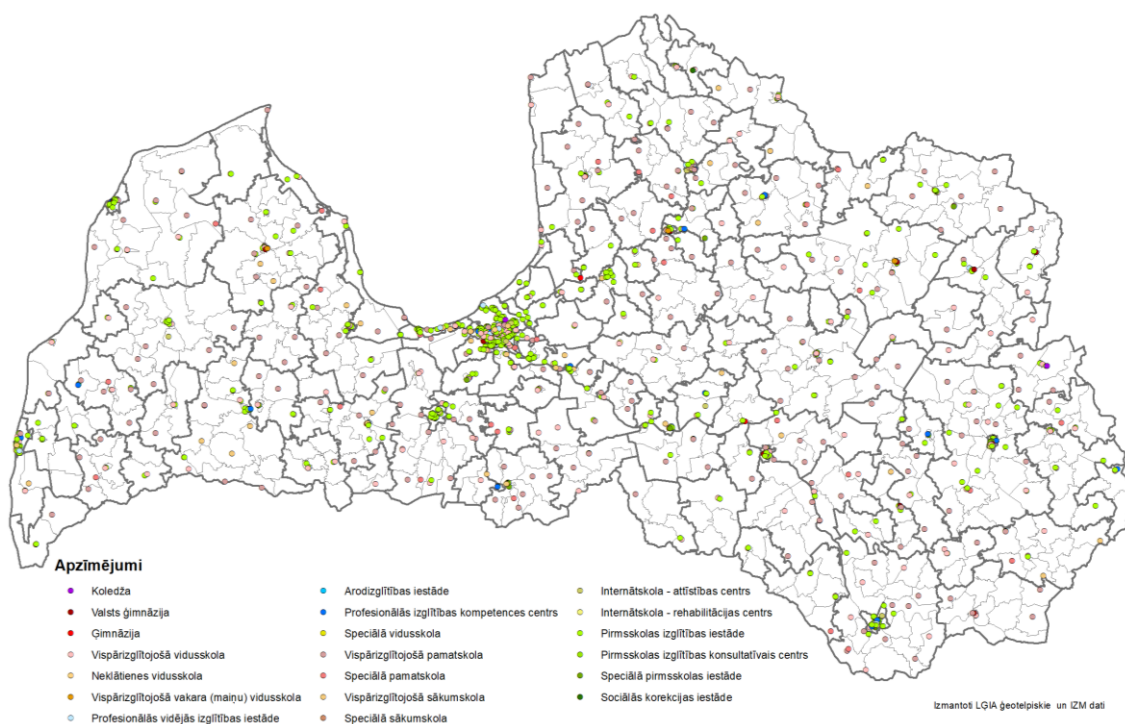 Apzīmējumi
Koledža
Valsts ģimnāzija
Ģimnāzija
Vispārizglītojošā vidusskola
Neklātienes vidusskola
Vispārizglītojošā vakara (maiņu) vidusskola
Profesionālās vidējās izglītības iestāde
Arodizglītības iestāde
Profesionālās izglītības kompetences centrs
Speciālā vidusskola
Vispārizglītojošā pamatskola
Speciālā pamatskola
Vispārizglītojošā sākumskola
Speciālā sākumskola
Internātskola - attīstības centrs
Internātskola - rehabilitācijas centrs
Pirmsskolas izglītības iestāde
Pirmsskolas izglītības konsultatīvais centrs
Speciālā pirmsskolas iestāde
Sociālās korekcijas iestāde
Izmantoti LĢIA ģeotelpiskie un IZM dati